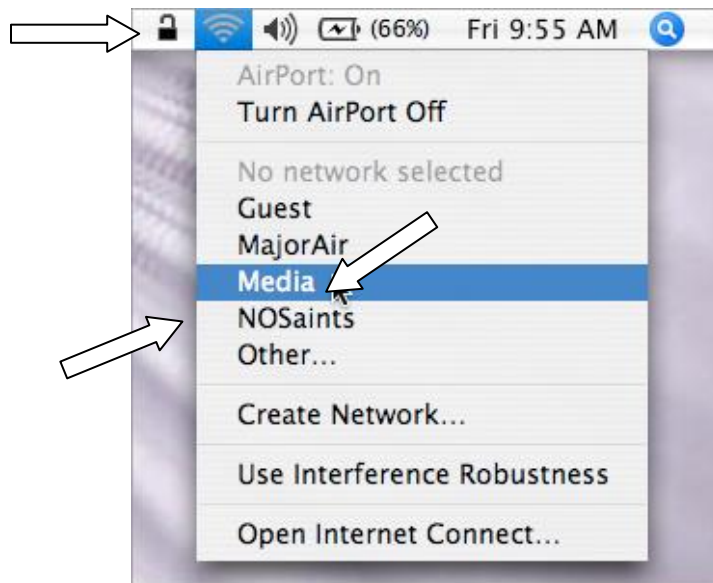 (66%) Fri 9:55 AM
AirPort: On
Turn AirPort Off
No network selected
Guest
MajorAir
Media
NOSaints
Other...
Create Network...
Use Interference Robustness
Open Internet Connect...